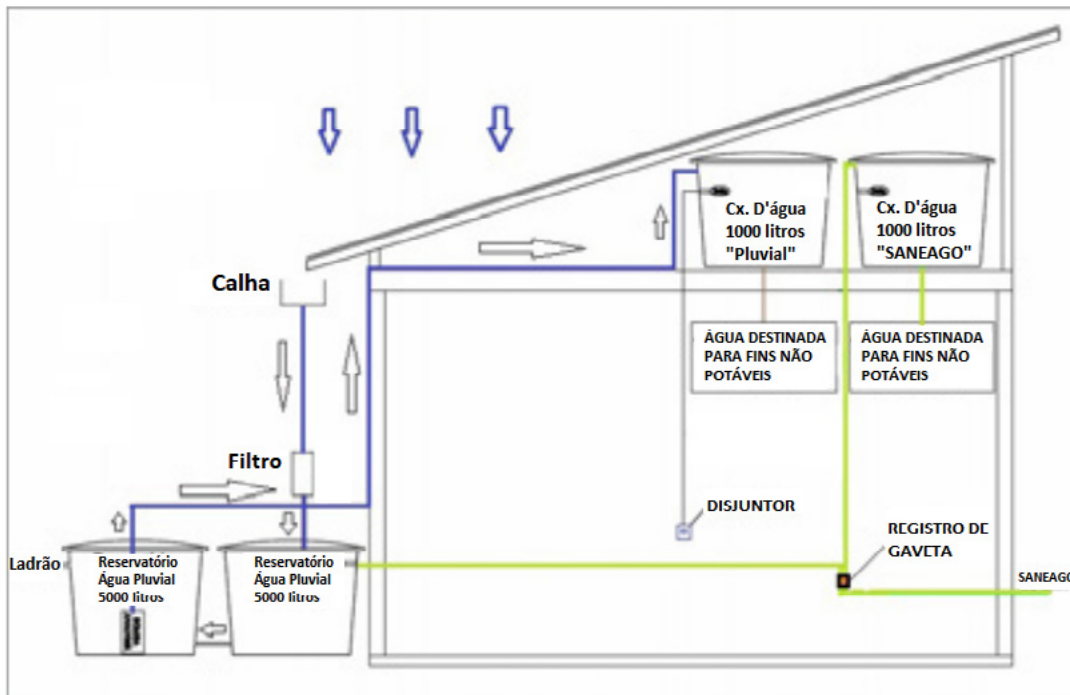 Cx. D'água
1000 litros
"Pluvial"
Cx. D'água
1000 litros
"SANEAGO"
Calha
ÁGUA DESTINADA
PARA FINS NÃO
POTÁVEIS
ÁGUA DESTINADA
PARA FINS NÃO
POTÁVEIS
Filtro
DISJUNTOR
REGISTRO DE
GAVETA
Ladrão
Reservatório
Água Pluvial
5000 litros
Reservatório
Água Pluvial
5000 litros
SANEAGO